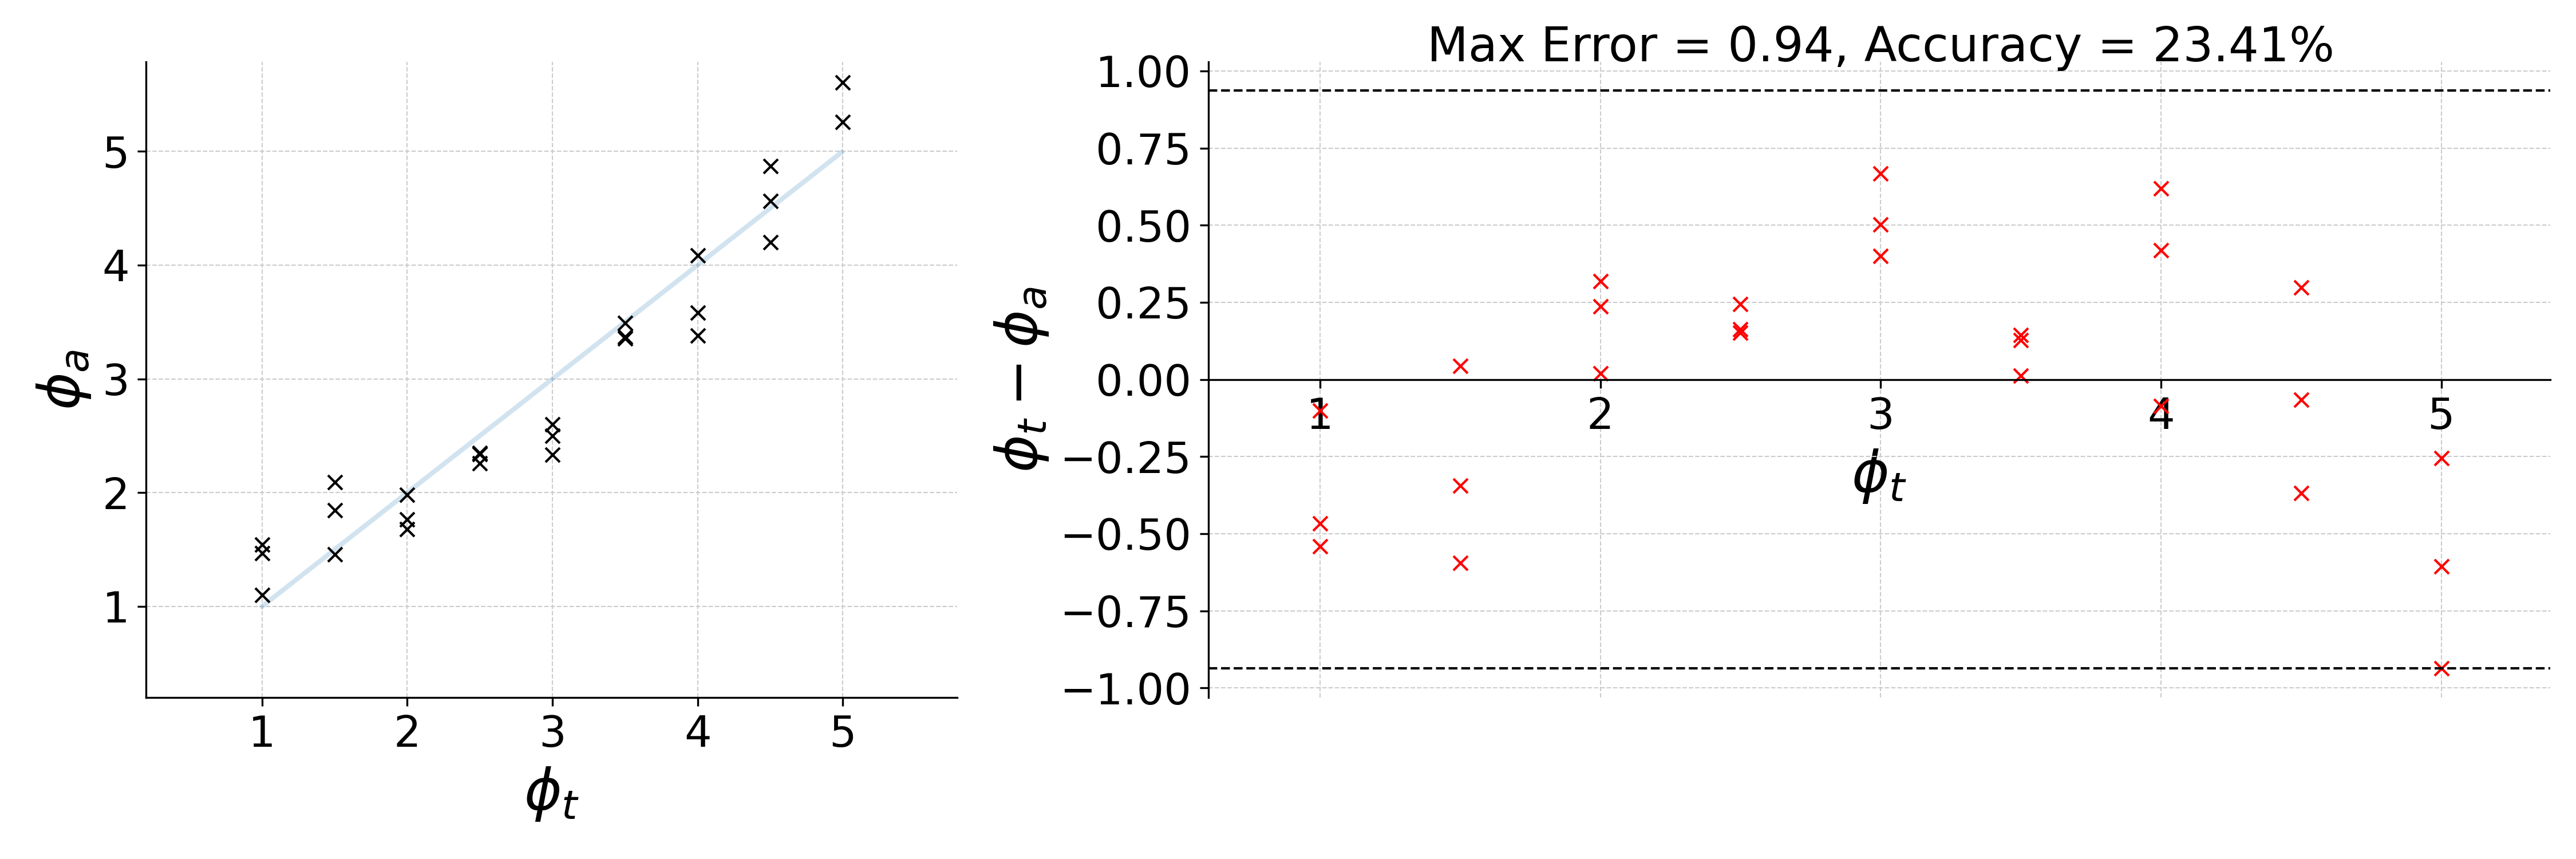 5
4
3
2
1
ϕa
1 2 3 4 5
ϕt
Max Error = 0.94, Accuracy = 23.41%
1.00
0.75
0.50
0.25
0.00
−0.25
−0.50
−0.75
−1.00
ϕt − ϕa
1 2 3 4 5
ϕt